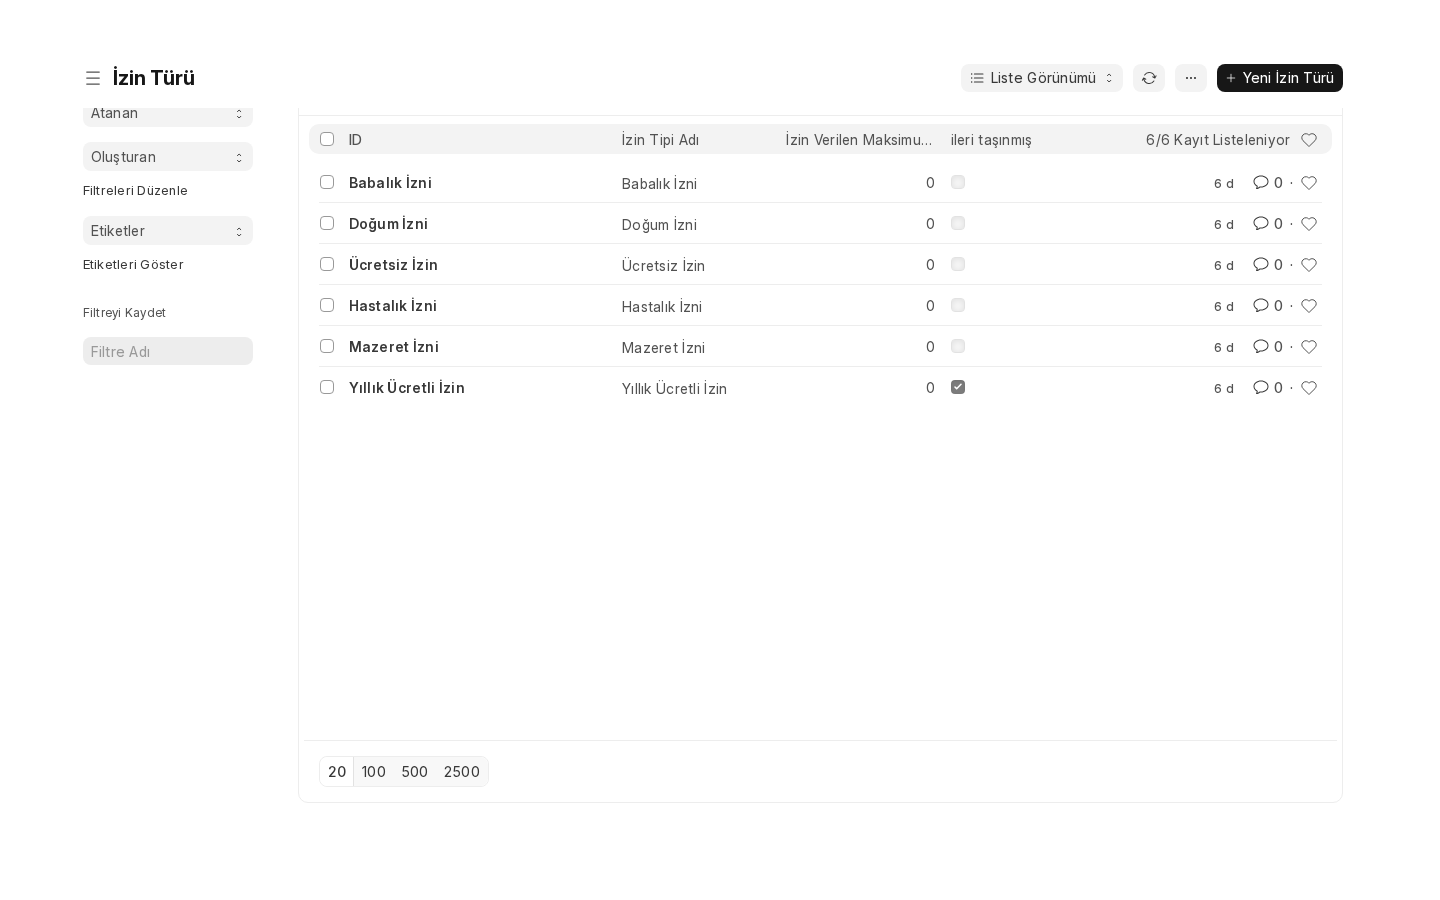 İzin Türü
Liste Görünümü
Yeni İzin Türü
Atanan
Oluşturan
Filtreleri Düzenle
Etiketler
Etiketleri Göster
Filtreyi Kaydet
Filtre Adı
ID İzin Tipi Adı İzin Verilen Maksimu... ileri taşınmış 6/6 Kayıt Listeleniyor
Babalık İzni Babalık İzni 0 6 d 0 ·
Doğum İzni Doğum İzni 0 6 d 0 ·
Ücretsiz İzin Ücretsiz İzin 0 6 d 0 ·
Hastalık İzni Hastalık İzni 0 6 d 0 ·
Mazeret İzni Mazeret İzni 0 6 d 0 ·
Yıllık Ücretli İzin Yıllık Ücretli İzin 0 6 d 0 ·
20 100 500 2500